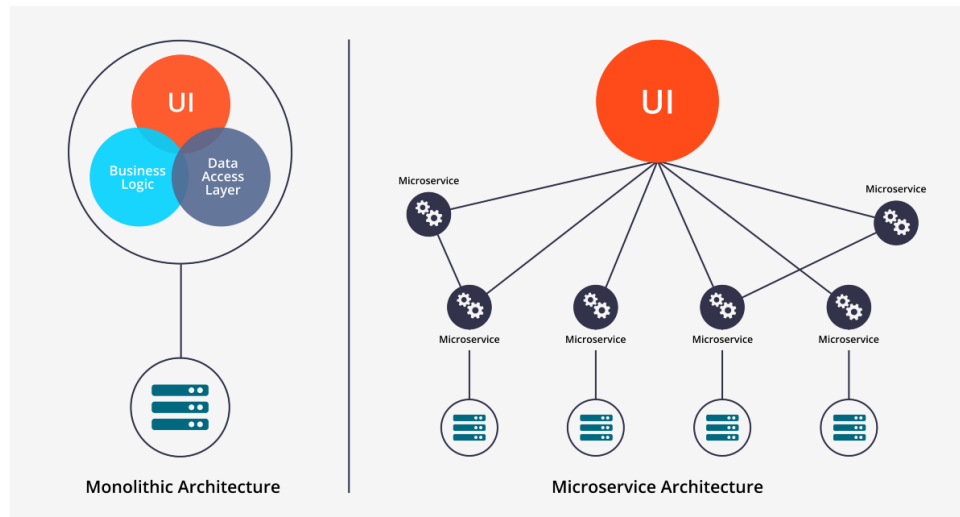 UI
Business
Logic
Data
Access
Layer
Monolithic Architecture
UI
Microservice
Microservice
Microservice
Microservice
Microservice
Microservice
Microservice Architecture